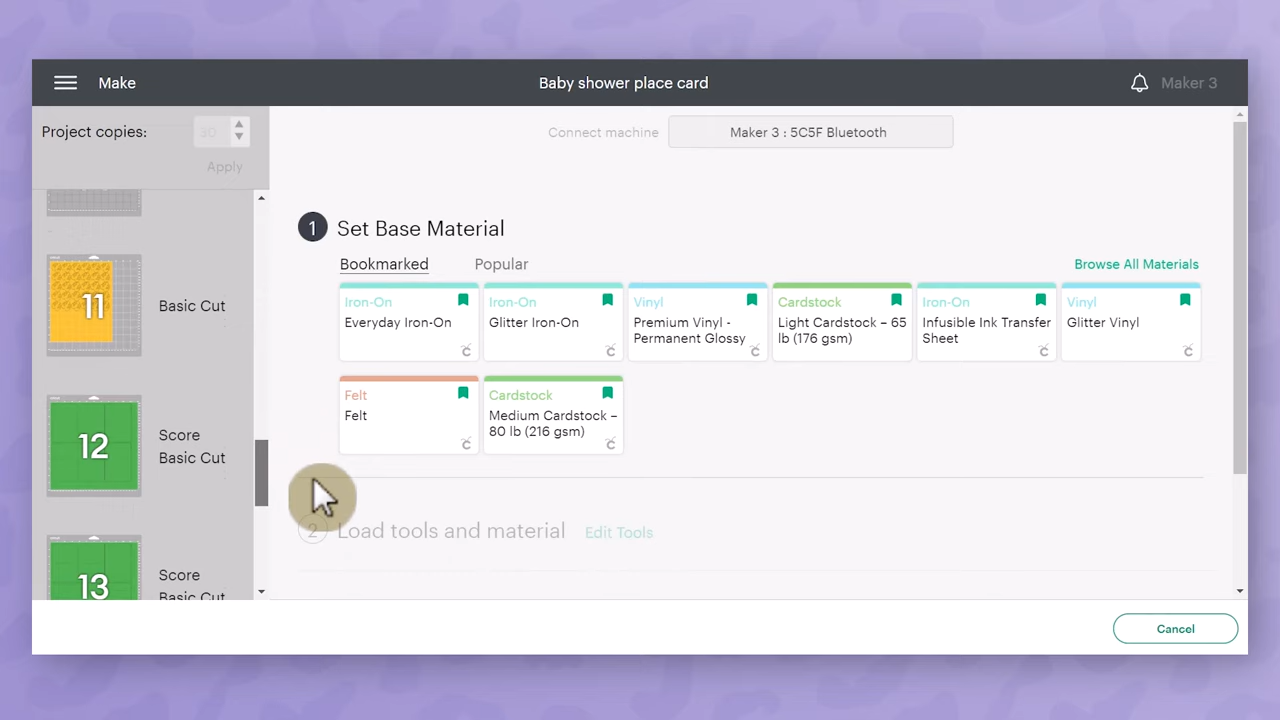 Make
Baby shower place card
Maker 3
Project copies:
30
Apply
Connect machine
Maker 3 : 5C5F Bluetooth
11
Basic Cut
12
Score
Basic Cut
13
Score
Basic Cut
1
Set Base Material
Bookmarked
Popular
Browse All Materials
Iron-On
Everyday Iron-On
Iron-On
Glitter Iron-On
Vinyl
Premium Vinyl -
Permanent Glossy
Cardstock
Light Cardstock – 65
lb (176 gsm)
Iron-On
Infusible Ink Transfer
Sheet
Vinyl
Glitter Vinyl
Felt
Felt
Cardstock
Medium Cardstock –
80 lb (216 gsm)
2
Load tools and material
Edit Tools
Cancel